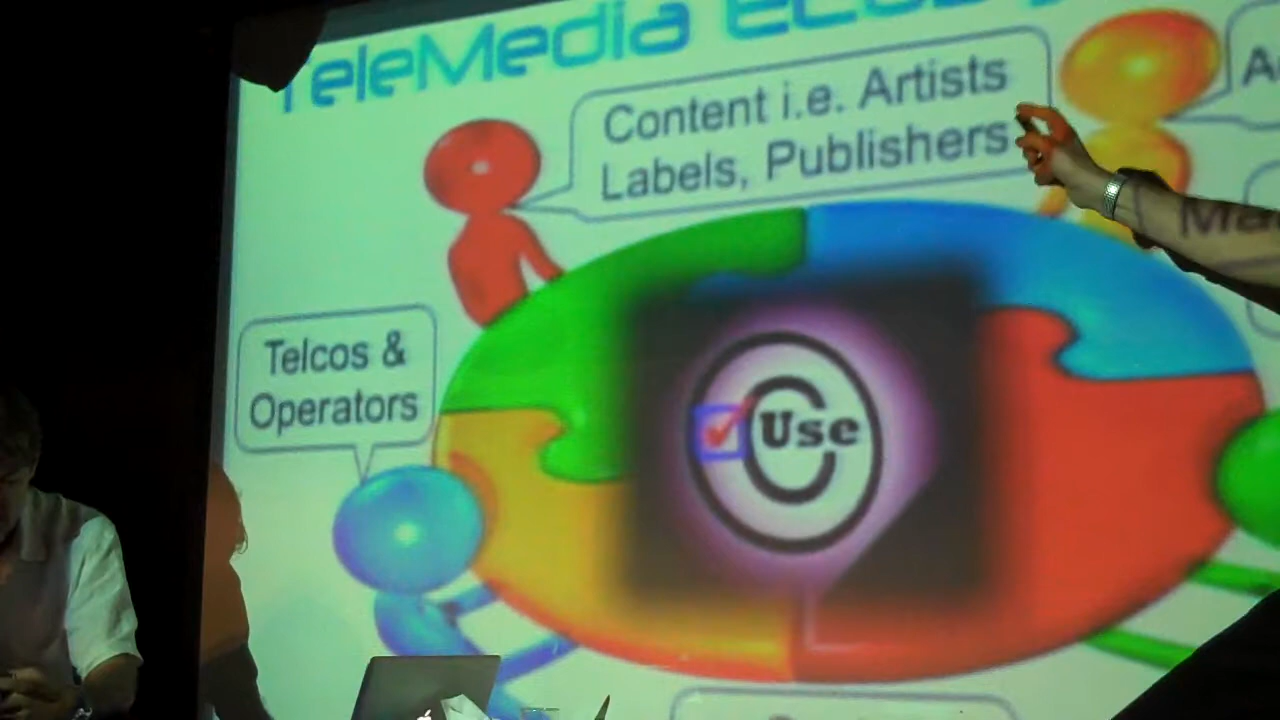 TeleMedia
Content i.e. Artists
Labels, Publishers
Telcos &
Operators
Use